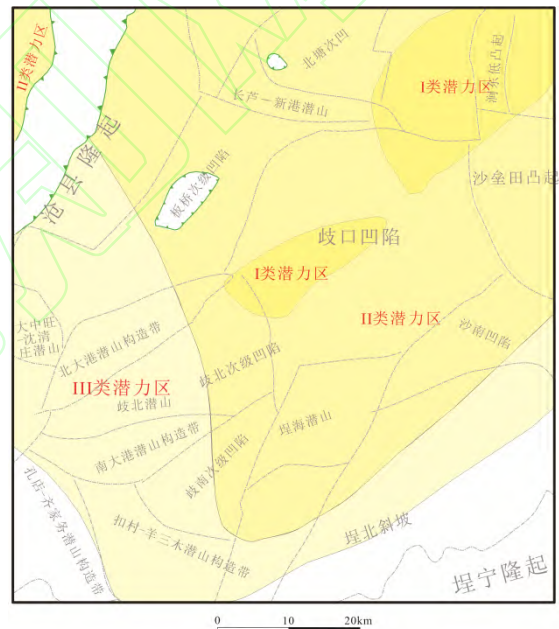 II类潜力区
北塘次凹
I类潜力区
涧东低凸起
长芦－新港潜山
沧县隆起
沙垒田凸起
板桥次级凹陷
歧口凹陷
I类潜力区
II类潜力区
大中旺
-沈清
庄潜山
北大港潜山构造带
沙南凹陷
III类潜力区
歧北次级凹陷
歧北潜山
埕海潜山
南大港潜山构造带
歧南次级凹陷
孔店-齐家务潜山构造带
扣村-羊三木潜山构造带
埕北斜坡
埕宁隆起
0 10 20km